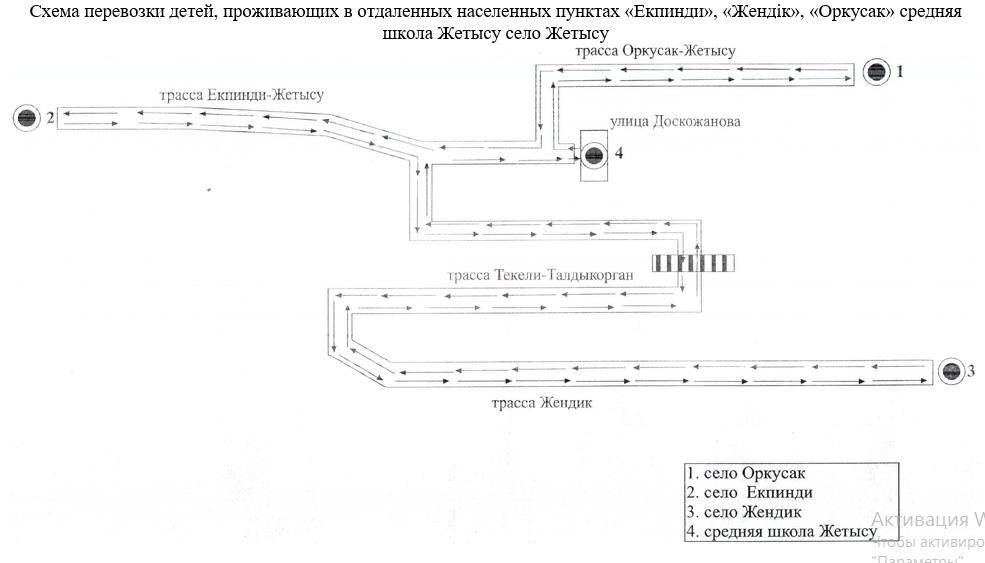 Схема перевозки детей, проживающих в отдаленных населенных пунктах «Екпинди», «Жендік», «Оркусак» средняя
школа Жетысу село Жетысу
трасса Оркусак-Жетысу
1
трасса Екпинди-Жетысу
2
улица Доскожанова
4
трасса Текели-Талдыкорган
3
трасса Жендик
1. село Оркусак
2. село Екпинди
3. село Жендик
4. средняя школа Жетысу
Активация W
Чтобы активиро
"Параметры"